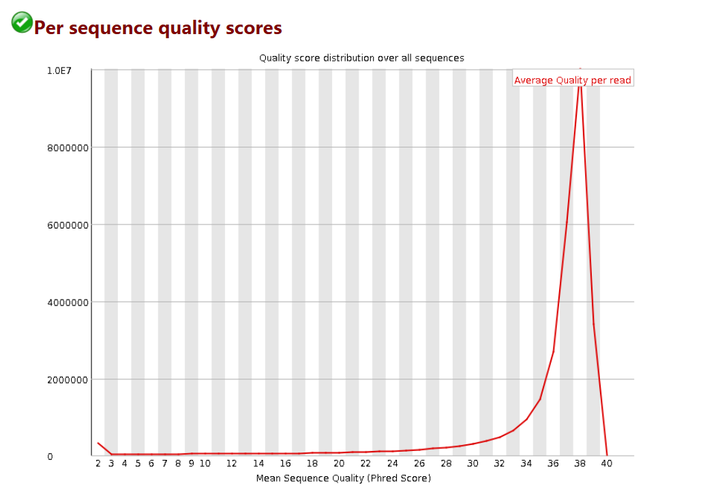 Per sequence quality scores
Quality score distribution over all sequences
Average Quality per read
1.0E7
8000000
6000000
4000000
2000000
0
2 3 4 5 6 7 8 9 10 12 14 16 18 20 22 24 26 28 30 32 34 36 38 40
Mean Sequence Quality (Phred Score)